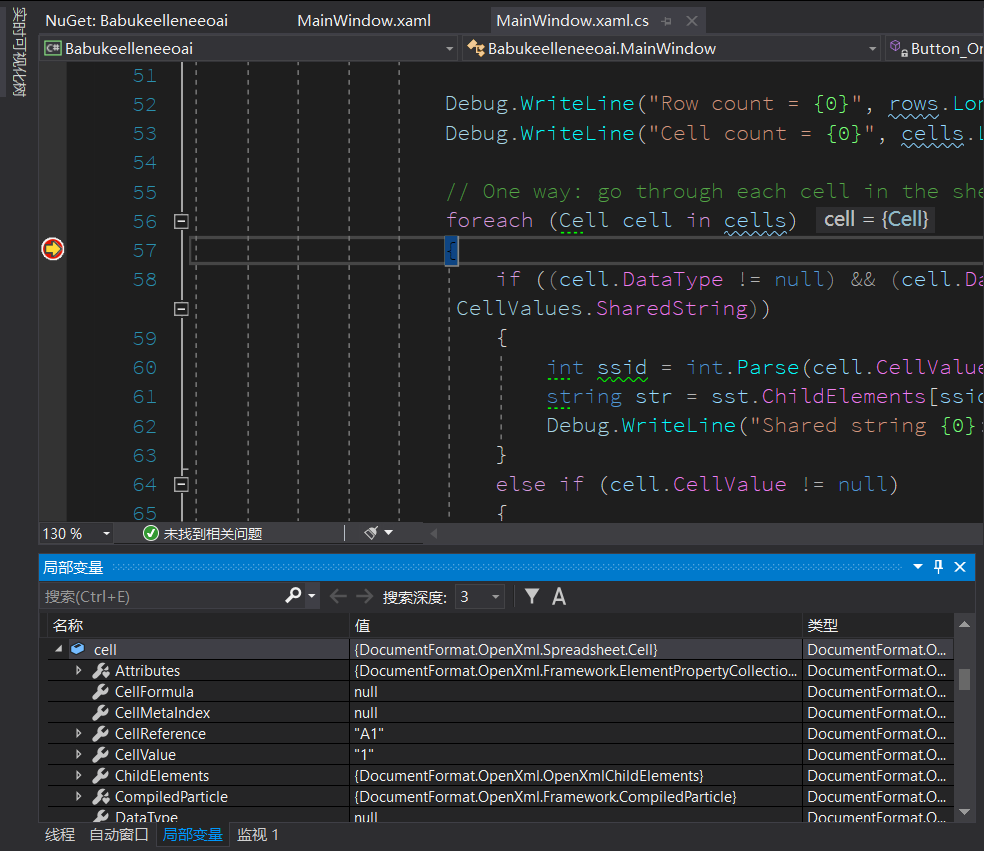 实时可视化树
NuGet: Babukeelleneeoai MainWindow.xaml MainWindow.xaml.cs
C# Babukeelleneeoai Babukeelleneeoai.MainWindow Button_On
51
52 Debug.WriteLine("Row count = {0}", rows.Lon
53 Debug.WriteLine("Cell count = {0}", cells.L
54
55 // One way: go through each cell in the she
56 foreach (Cell cell in cells) cell = {Cell}
57 {
58 if ((cell.DataType != null) && (cell.Da
CellValues.SharedString))
59 {
60 int ssid = int.Parse(cell.CellValue
61 string str = sst.ChildElements[ssid
62 Debug.WriteLine("Shared string {0}:
63 }
64 else if (cell.CellValue != null)
65 {
130 % 未找到相关问题
局部变量
搜索(Ctrl+E) 搜索深度: 3 A
名称 值 类型
cell {DocumentFormat.OpenXml.Spreadsheet.Cell} DocumentFormat.O...
Attributes {DocumentFormat.OpenXml.Framework.ElementPropertyCollectio... DocumentFormat.O...
CellFormula null DocumentFormat.O...
CellMetaIndex null DocumentFormat.O...
CellReference "A1" DocumentFormat.O...
CellValue "1" DocumentFormat.O...
ChildElements {DocumentFormat.OpenXml.OpenXmlChildElements} DocumentFormat.O...
CompiledParticle {DocumentFormat.OpenXml.Framework.CompiledParticle} DocumentFormat.O...
DataType null DocumentFormat.O...
线程 自动窗口 局部变量 监视 1